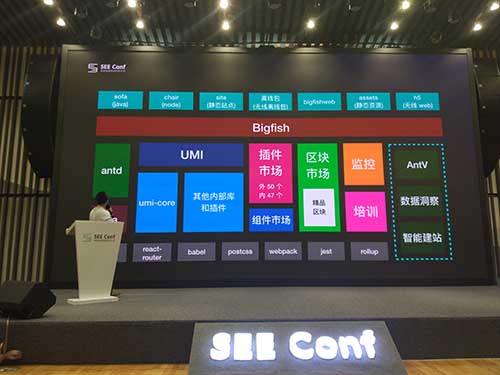 SEE Conf
sofa
(java)
chair
(node)
site
(静态站点)
离线包
(无线离线包)
bigfishweb
assets
(静态资源)
h5
(无线 web)
Bigfish
antd
UMI
umi-core
其他内部库
和插件
插件
市场
外 50 个
内 47 个
组件市场
区块
市场
精品
区块
监控
培训
AntV
数据洞察
智能建站
react-
router
babel
postcss
webpack
jest
rollup
SEE Conf
SEE Conf